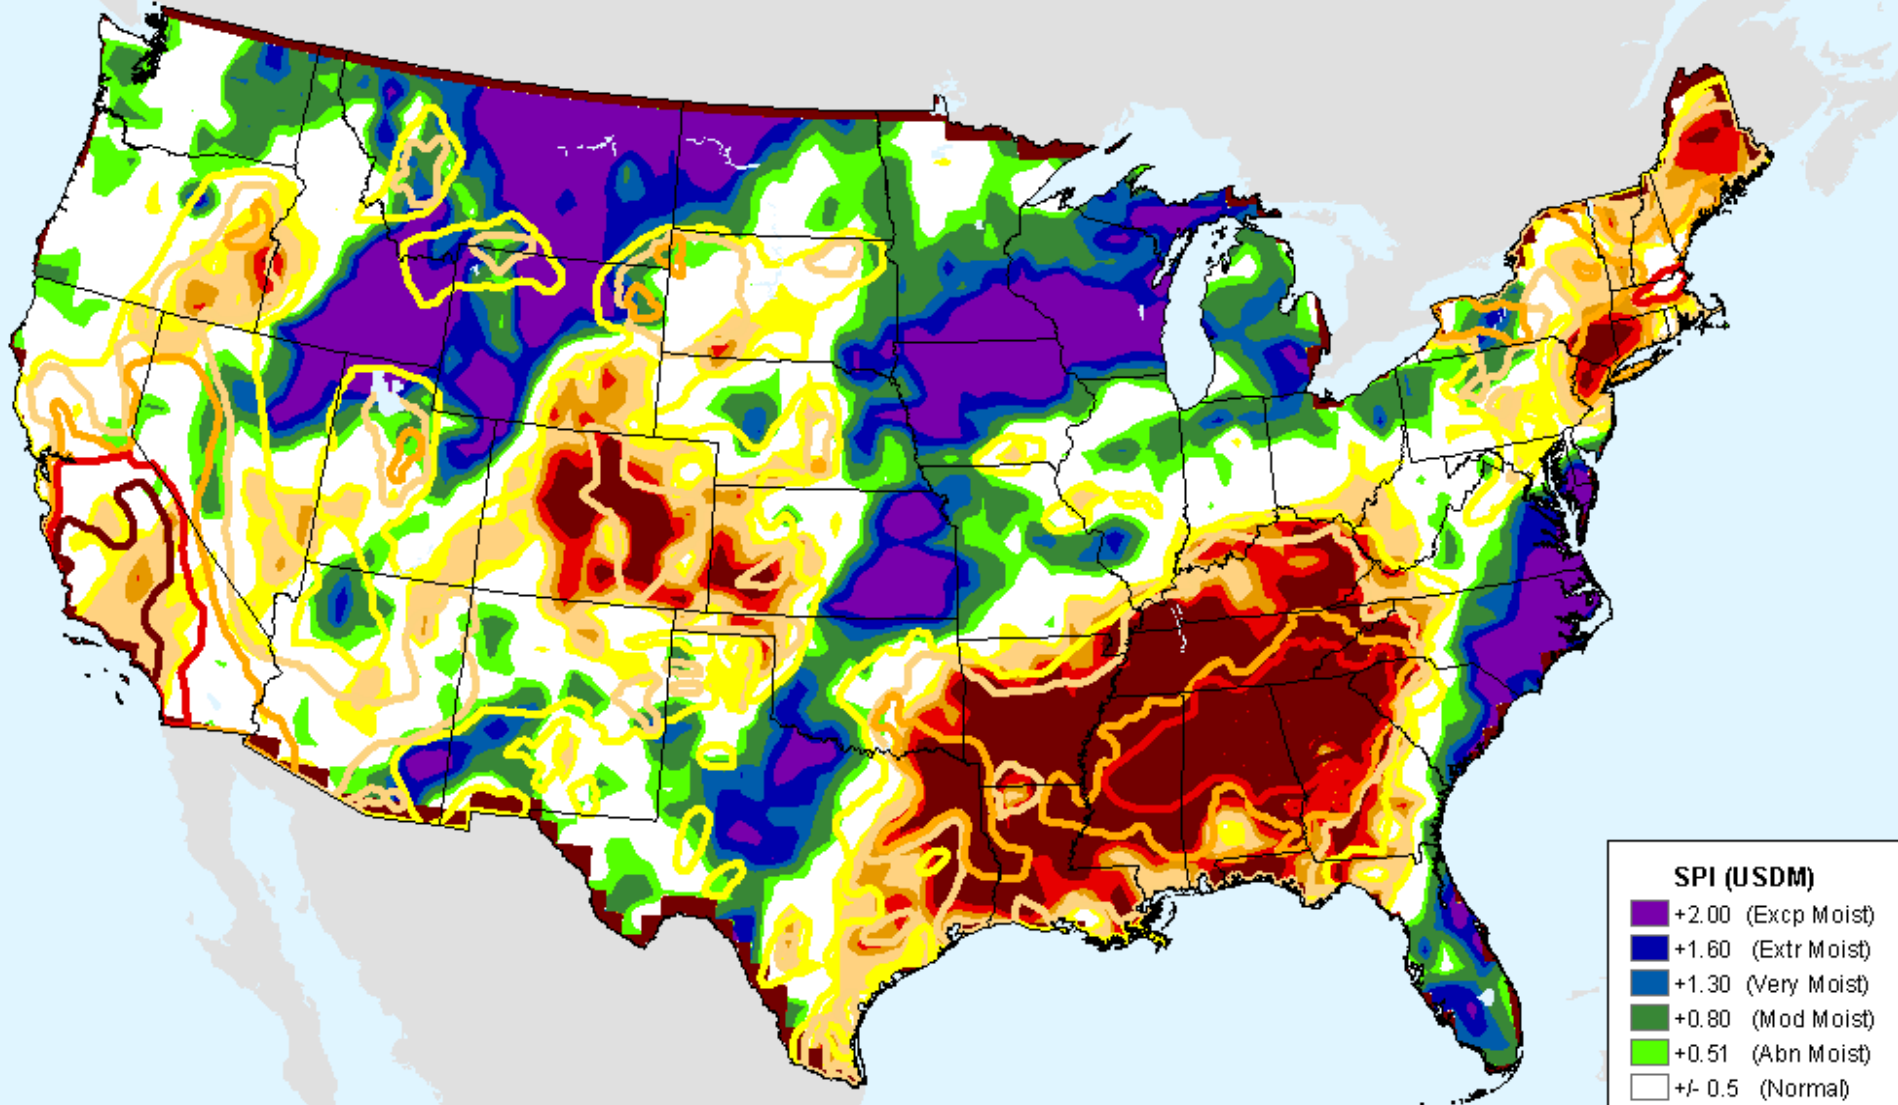 SPI (USDM)
+2.00 (Excp Moist)
+1.60 (Extr Moist)
+1.30 (Very Moist)
+0.80 (Mod Moist)
+0.51 (Abn Moist)
+/- 0.5 (Normal)